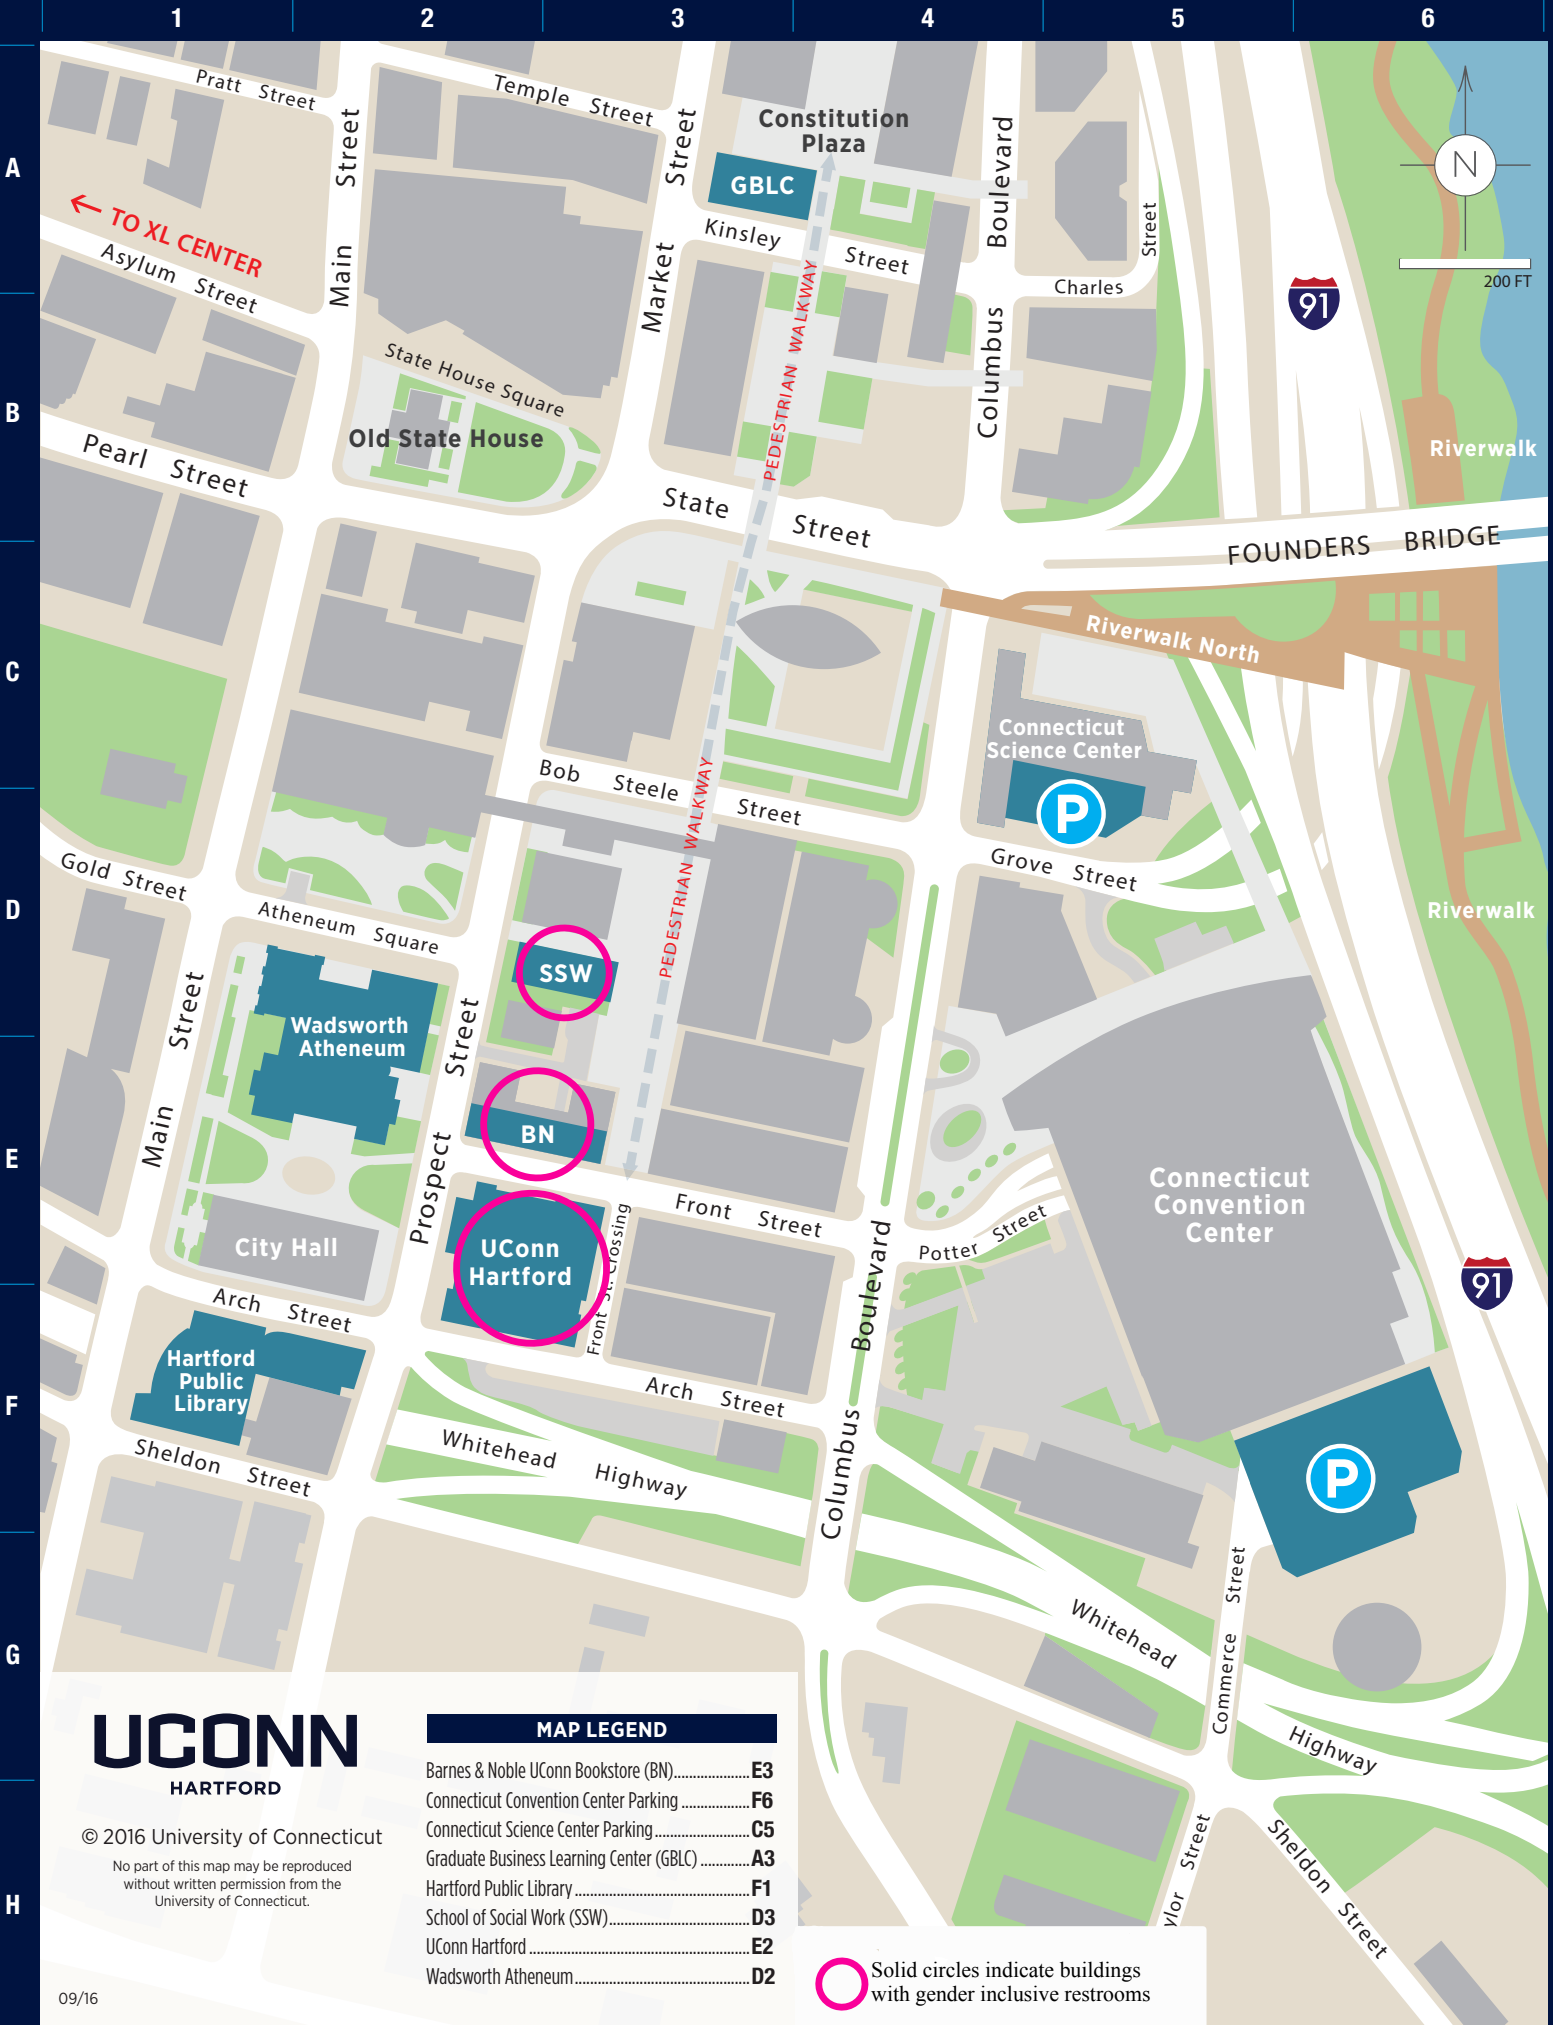 1 2 3 4 5 6
A
B
C
D
E
F
G
H
Pratt Street
Temple Street
Main Street
Market Street
Constitution
Plaza
GBLC
Boulevard
Columbus
Kinsley Street
Street
Charles
N
200 FT
91
← TO XL CENTER
Asylum Street
State House Square
Old State House
PEDESTRIAN WALKWAY
Pearl Street
State Street
Riverwalk
FOUNDERS BRIDGE
Riverwalk North
Connecticut
Science Center
P
Bob Steele Street
Grove Street
Gold Street
Atheneum Square
PEDESTRIAN WALKWAY
Riverwalk
SSW
Main Street
Wadsworth
Atheneum
Prospect Street
BN
Front Street
Front St. Crossing
UConn
Hartford
City Hall
Potter Street
Connecticut
Convention
Center
91
Columbus Boulevard
Arch Street
Hartford
Public
Library
Arch Street
Sheldon Street
Whitehead Highway
P
Commerce Street
Whitehead Highway
ylor Street
Sheldon Street
UCONN
HARTFORD
© 2016 University of Connecticut
No part of this map may be reproduced
without written permission from the
University of Connecticut.
09/16
MAP LEGEND
Barnes & Noble UConn Bookstore (BN)....................E3
Connecticut Convention Center Parking ..................F6
Connecticut Science Center Parking.........................C5
Graduate Business Learning Center (GBLC) .............A3
Hartford Public Library ..............................................F1
School of Social Work (SSW).....................................D3
UConn Hartford ..........................................................E2
Wadsworth Atheneum..............................................D2
Solid circles indicate buildings
with gender inclusive restrooms